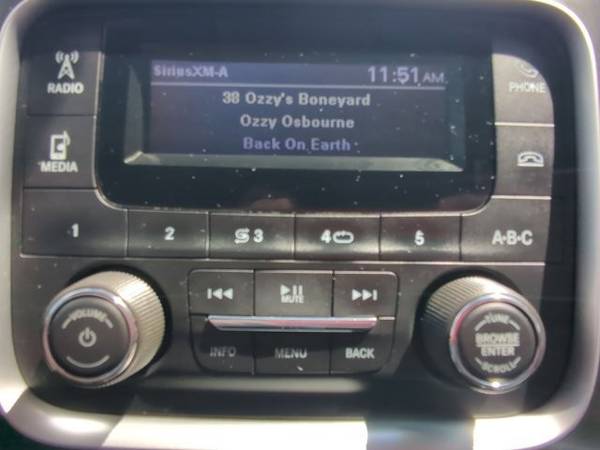 SiriusXM-A 11:51 AM
38 Ozzy's Boneyard
Ozzy Osbourne
Back On Earth
RADIO
PHONE
MEDIA
1 2 3 4 5 A-B-C
MUTE
VOLUME
INFO MENU BACK
TUNE
BROWSE
ENTER
SCROLL